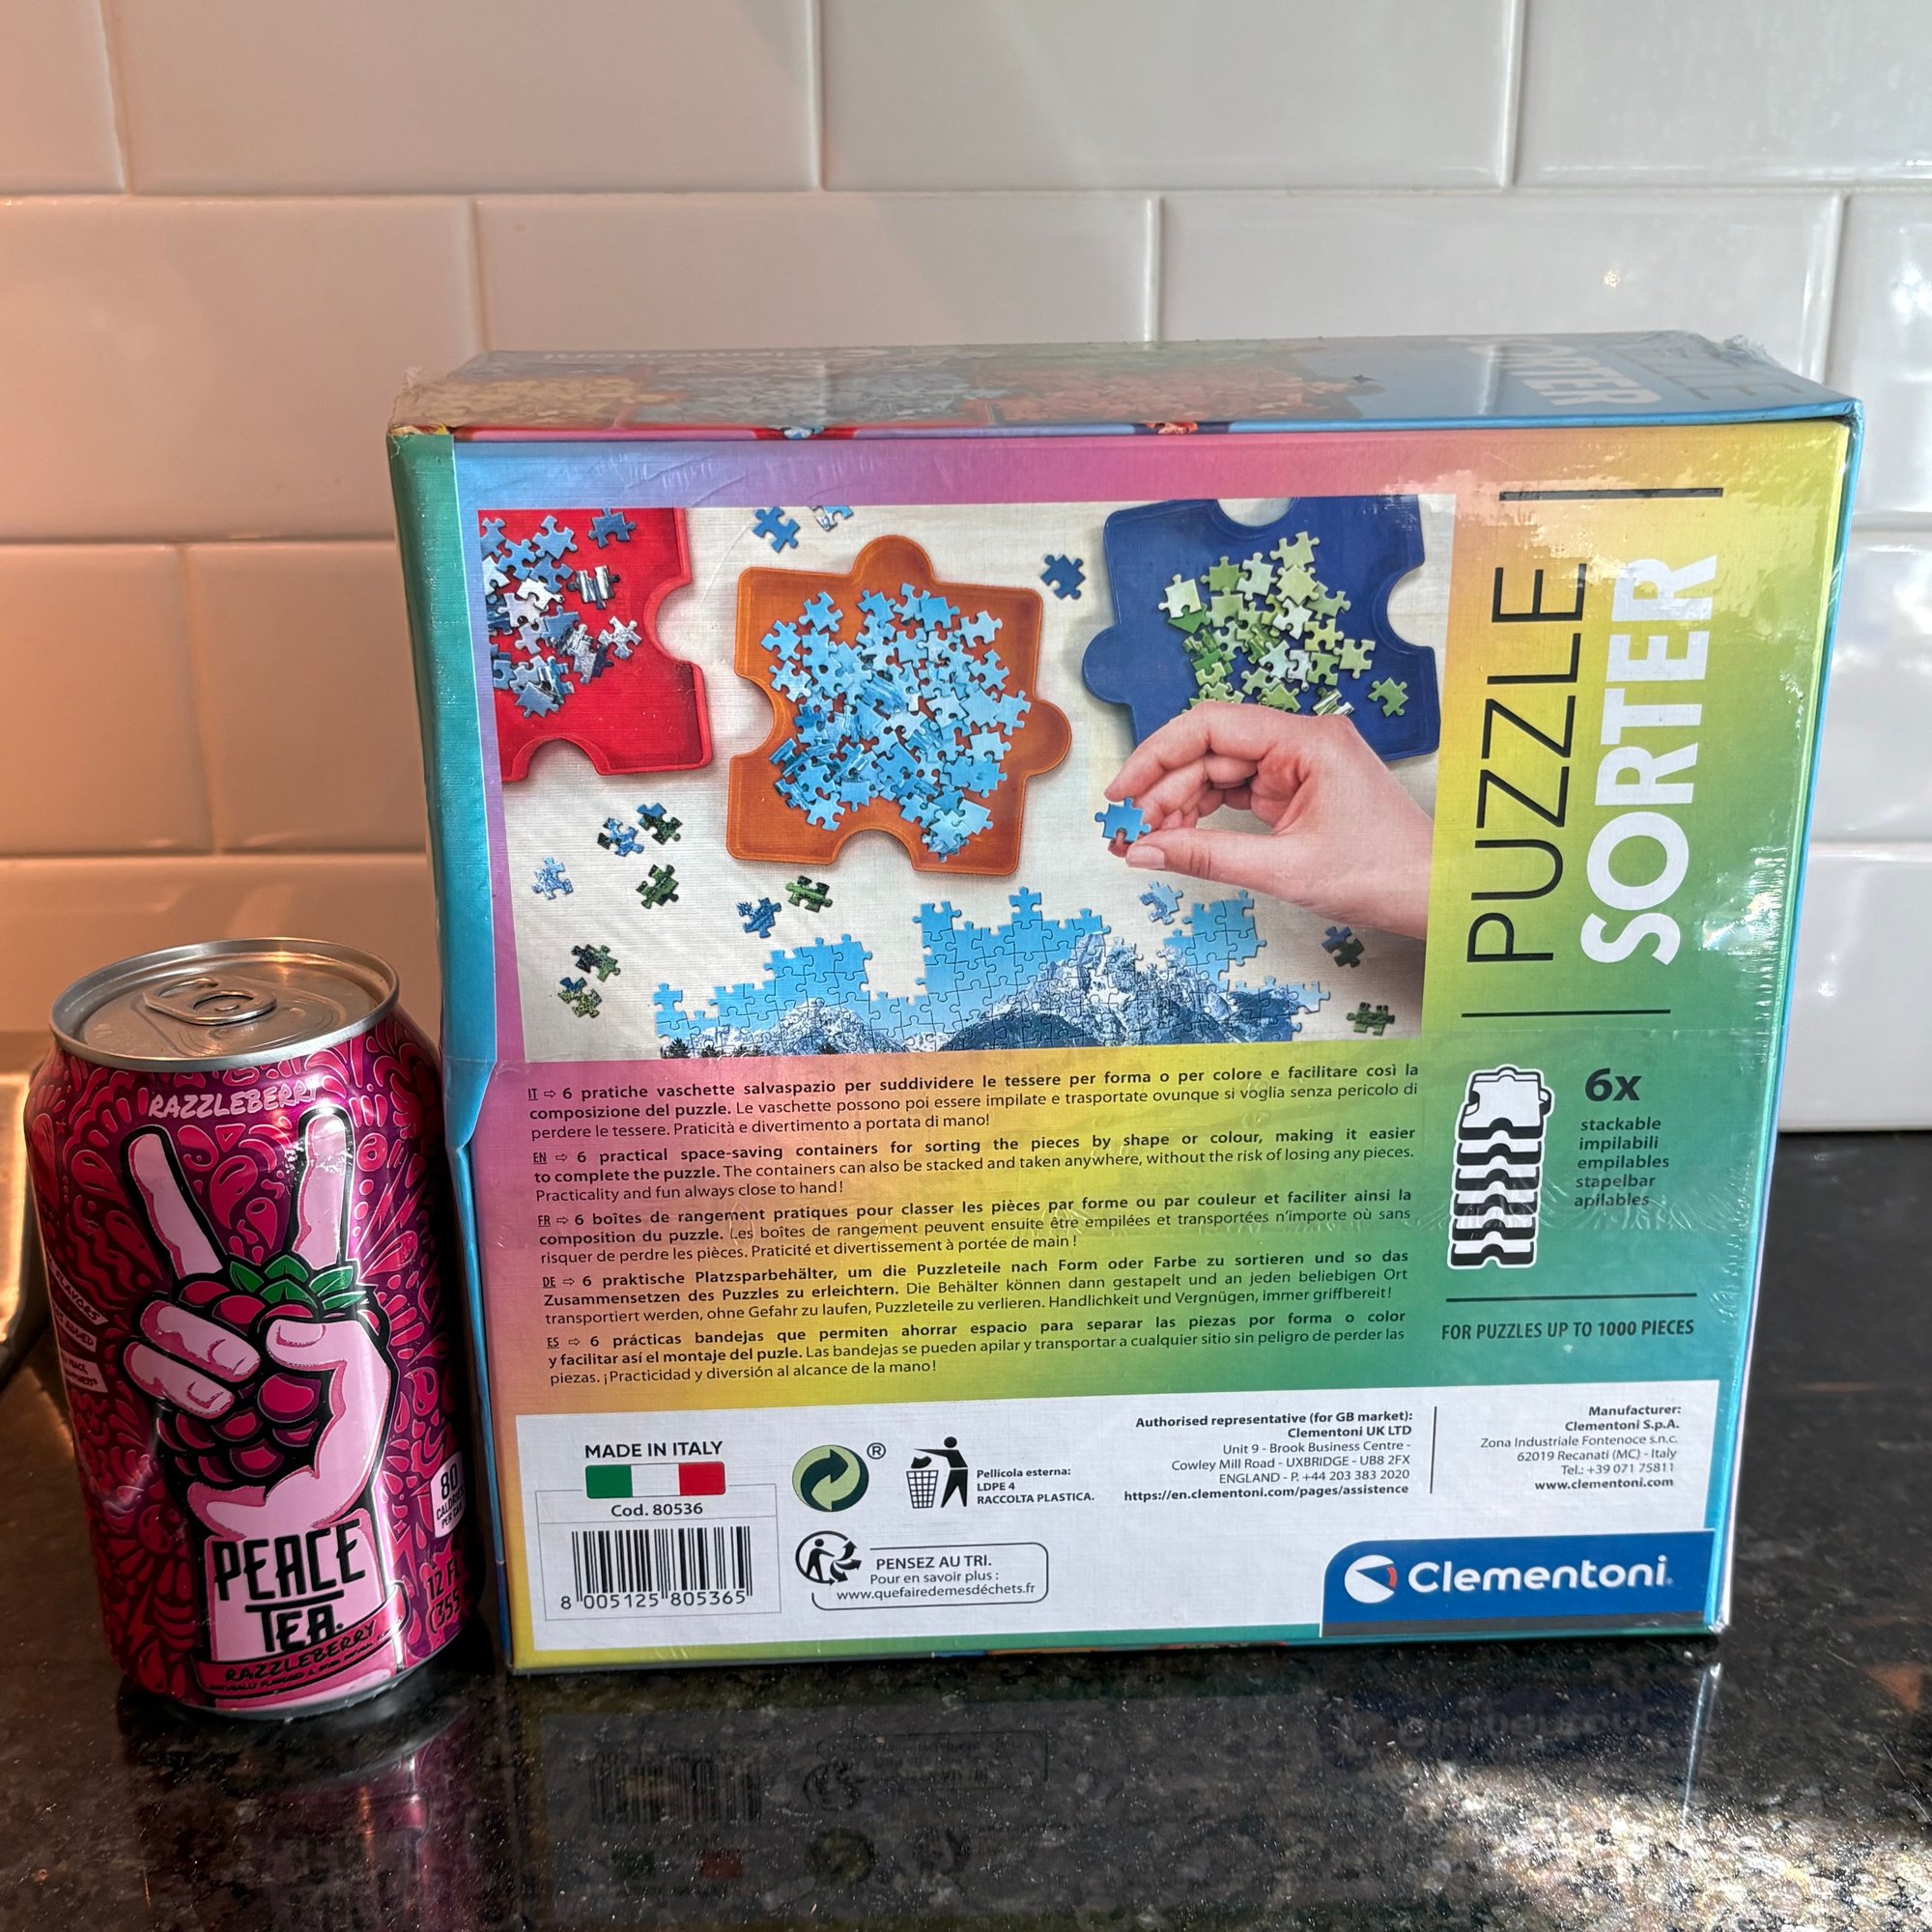 PUZZLE
SORTER
IT ⇨ 6 pratiche vaschette salvaspazio per suddividere le tessere per forma o per colore e facilitare così la
composizione del puzzle. Le vaschette possono poi essere impilate e trasportate ovunque si voglia senza pericolo di
perdere le tessere. Praticità e divertimento a portata di mano!
EN ⇨ 6 practical space-saving containers for sorting the pieces by shape or colour, making it easier
to complete the puzzle. The containers can also be stacked and taken anywhere, without the risk of losing any pieces.
Practicality and fun always close to hand!
FR ⇨ 6 boîtes de rangement pratiques pour classer les pièces par forme ou par couleur et faciliter ainsi la
composition du puzzle. Les boîtes de rangement peuvent ensuite être empilées et transportées n'importe où sans
risquer de perdre les pièces. Praticité et divertissement à portée de main !
DE ⇨ 6 praktische Platzsparbehälter, um die Puzzleteile nach Form oder Farbe zu sortieren und so das
Zusammensetzen des Puzzles zu erleichtern. Die Behälter können dann gestapelt und an jeden beliebigen Ort
transportiert werden, ohne Gefahr zu laufen, Puzzleteile zu verlieren. Handlichkeit und Vergnügen, immer griffbereit!
ES ⇨ 6 prácticas bandejas que permiten ahorrar espacio para separar las piezas por forma o color
y facilitar así el montaje del puzle. Las bandejas se pueden apilar y transportar a cualquier sitio sin peligro de perder las
piezas. ¡Practicidad y diversión al alcance de la mano!
6x
stackable
impilabili
empilables
stapelbar
apilables
FOR PUZZLES UP TO 1000 PIECES
MADE IN ITALY
Cod. 80536
8 005125 805365
®
Pellicola esterna:
LDPE 4
RACCOLTA PLASTICA.
PENSEZ AU TRI.
Pour en savoir plus :
www.quefairedemesdéchets.fr
Authorised representative (for GB market):
Clementoni UK LTD
Unit 9 - Brook Business Centre -
Cowley Mill Road - UXBRIDGE - UB8 2FX
ENGLAND - P. +44 203 383 2020
https://en.clementoni.com/pages/assistence
Manufacturer:
Clementoni S.p.A.
Zona Industriale Fontenoce s.n.c.
62019 Recanati (MC) - Italy
Tel.: +39 071 75811
www.clementoni.com
Clementoni
RAZZLEBERRY
80
CALORIES
PER CAN
PEACE
TEA
RAZZLEBERRY
12 FL
(355